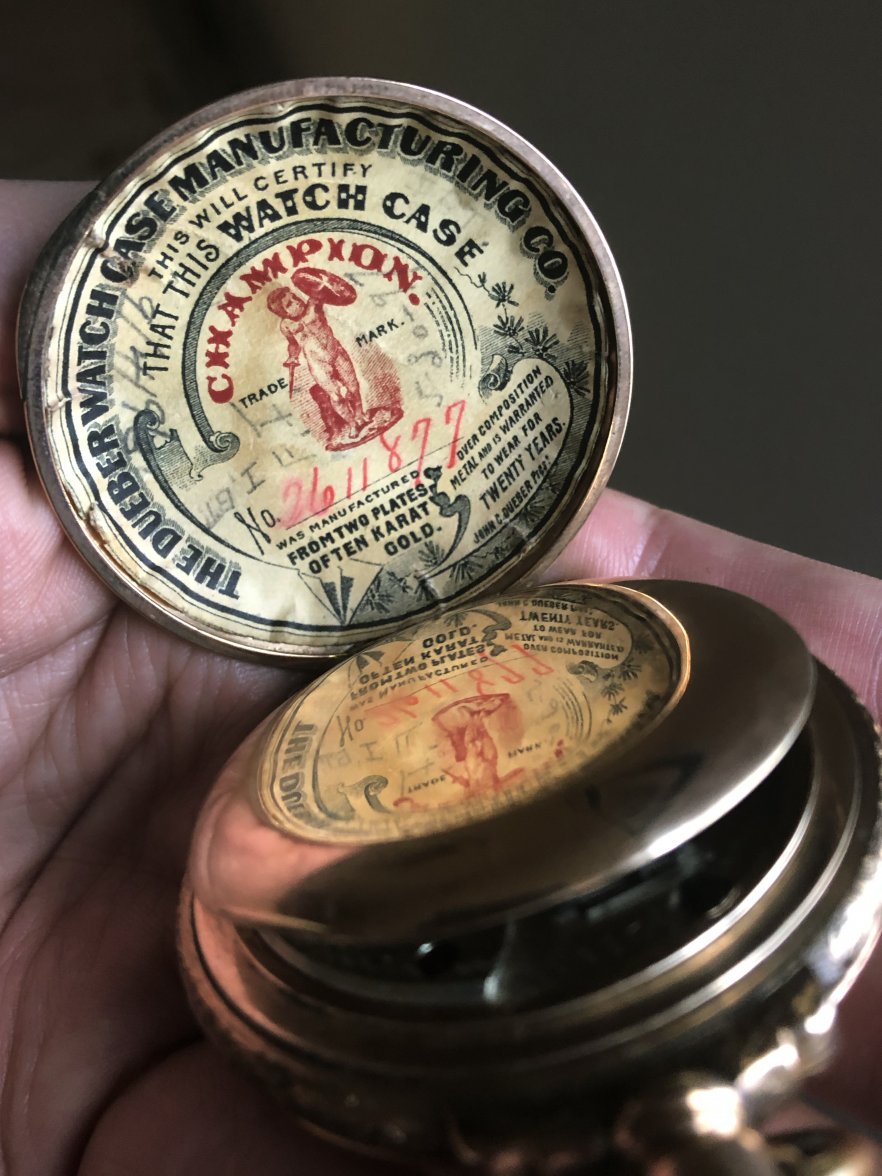 THE DUEBER WATCH CASE MANUFACTURING CO.
THIS WILL CERTIFY
THAT THIS WATCH CASE
CHAMPION.
TRADE MARK.
No. 2611877
WAS MANUFACTURED
FROM TWO PLATES
OF TEN KARAT
GOLD.
OVER COMPOSITION
METAL AND IS WARRANTED
TO WEAR FOR
TWENTY YEARS.
JOHN C. DUEBER Prest.